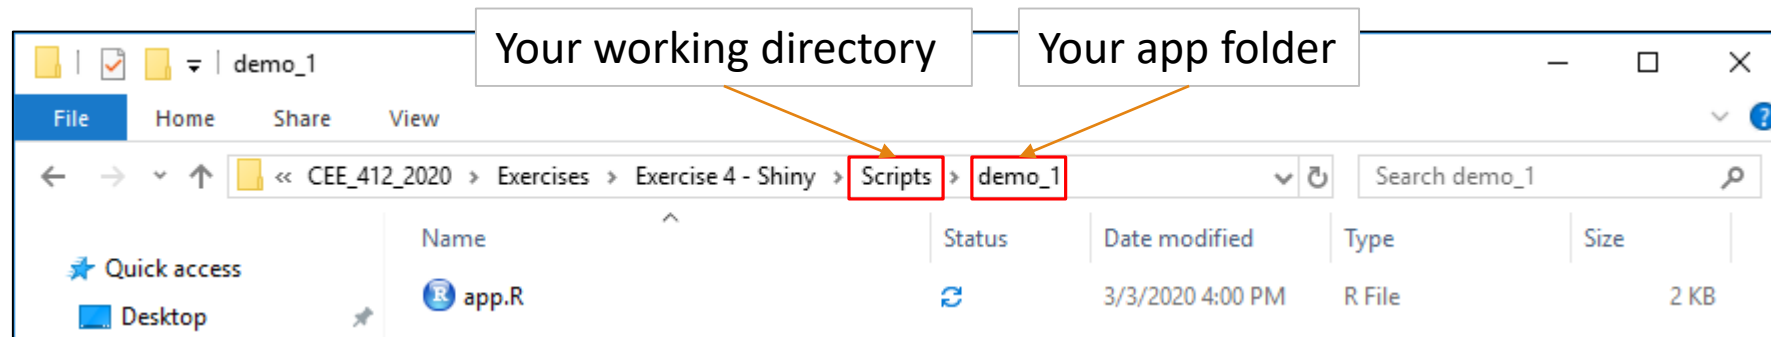 Your working directory
Your app folder
demo_1
File Home Share View
« CEE_412_2020 > Exercises > Exercise 4 - Shiny > Scripts > demo_1
Search demo_1
Name Status Date modified Type Size
Quick access
app.R 3/3/2020 4:00 PM R File 2 KB
Desktop